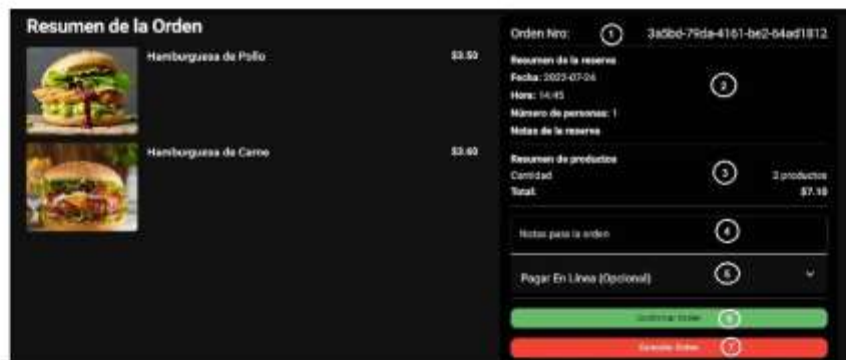 Resumen de la Orden
Hamburguesa de Pollo $3.50
Hamburguesa de Carne $3.60
Orden Nro: 1 3a5bd-79da-4161-be2-64ad1812
Resumen de la reserva
Fecha: 2022-07-24
Hora: 14:45
2
Número de personas: 1
Notas de la reserva
Resumen de productos
Cantidad 3 2 productos
Total: $7.10
Notas para la orden 4
Pagar En Línea (Opcional) 5
Confirmar Orden 6
Cancelar Orden 7